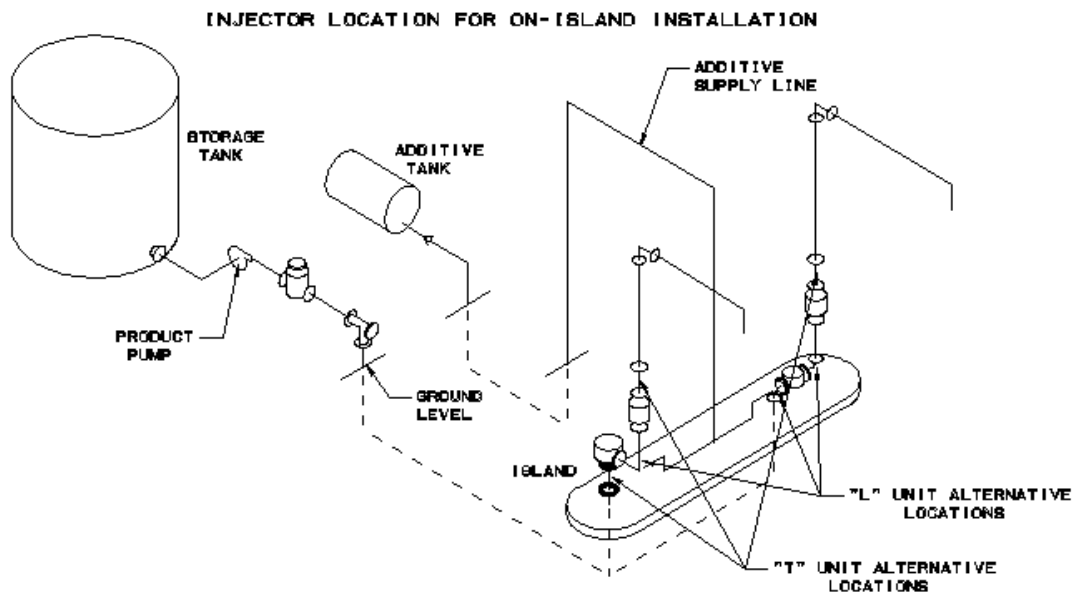 INJECTOR LOCATION FOR ON-ISLAND INSTALLATION
ADDITIVE
SUPPLY LINE
STORAGE
TANK
ADDITIVE
TANK
PRODUCT
PUMP
GROUND
LEVEL
ISLAND
"L" UNIT ALTERNATIVE
LOCATIONS
"T" UNIT ALTERNATIVE
LOCATIONS